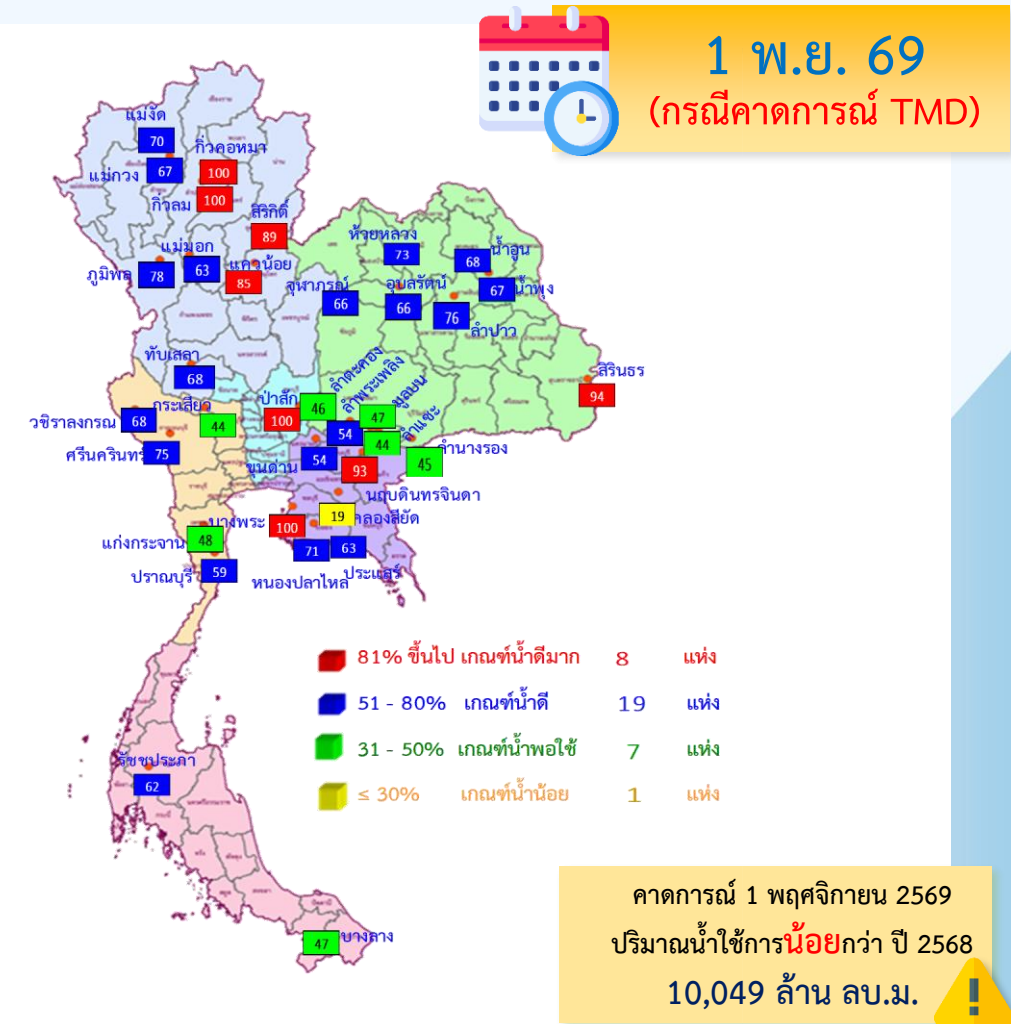 1 พ.ย. 69
(กรณีคาดการณ์ TMD)
แม่งัด
70
กิ่วคอหมา
แม่กวง
67
100
กิ่วลม
100
สิริกิติ์
89
ห้วยหลวง
73
น้ำอูน
68
แม่มอก
63
ภูมิพล
78
แควน้อย
85
จุฬาภรณ์
66
อุบลรัตน์
66
67
น้ำพุง
76
ลำปาว
ทับเสลา
68
สิรินธร
94
วชิราลงกรณ
68
กระเสียว
44
ป่าสัก
100
ลำตะคอง
46
ลำพระเพลิง
54
มูลบน
47
ลำแชะ
44
ลำนางรอง
45
ศรีนครินทร์
75
ขุนด่าน
54
93
นฤบดินทรจินดา
บางพระ
100
19
คลองสียัด
แก่งกระจาน
48
71
63
ปราณบุรี
59
หนองปลาไหล
ประแสร์
81% ขึ้นไป เกณฑ์น้ำดีมาก 8 แห่ง
51 - 80% เกณฑ์น้ำดี 19 แห่ง
31 - 50% เกณฑ์น้ำพอใช้ 7 แห่ง
≤ 30% เกณฑ์น้ำน้อย 1 แห่ง
รัชชประภา
62
47
บางลาง
คาดการณ์ 1 พฤศจิกายน 2569
ปริมาณน้ำใช้การน้อยกว่า ปี 2568
10,049 ล้าน ลบ.ม.